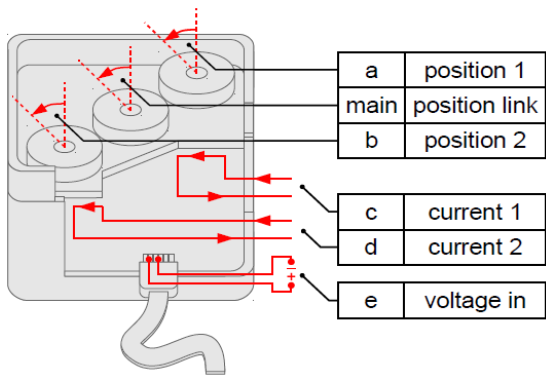 a position 1
main position link
b position 2
c current 1
d current 2
− 
+
e voltage in